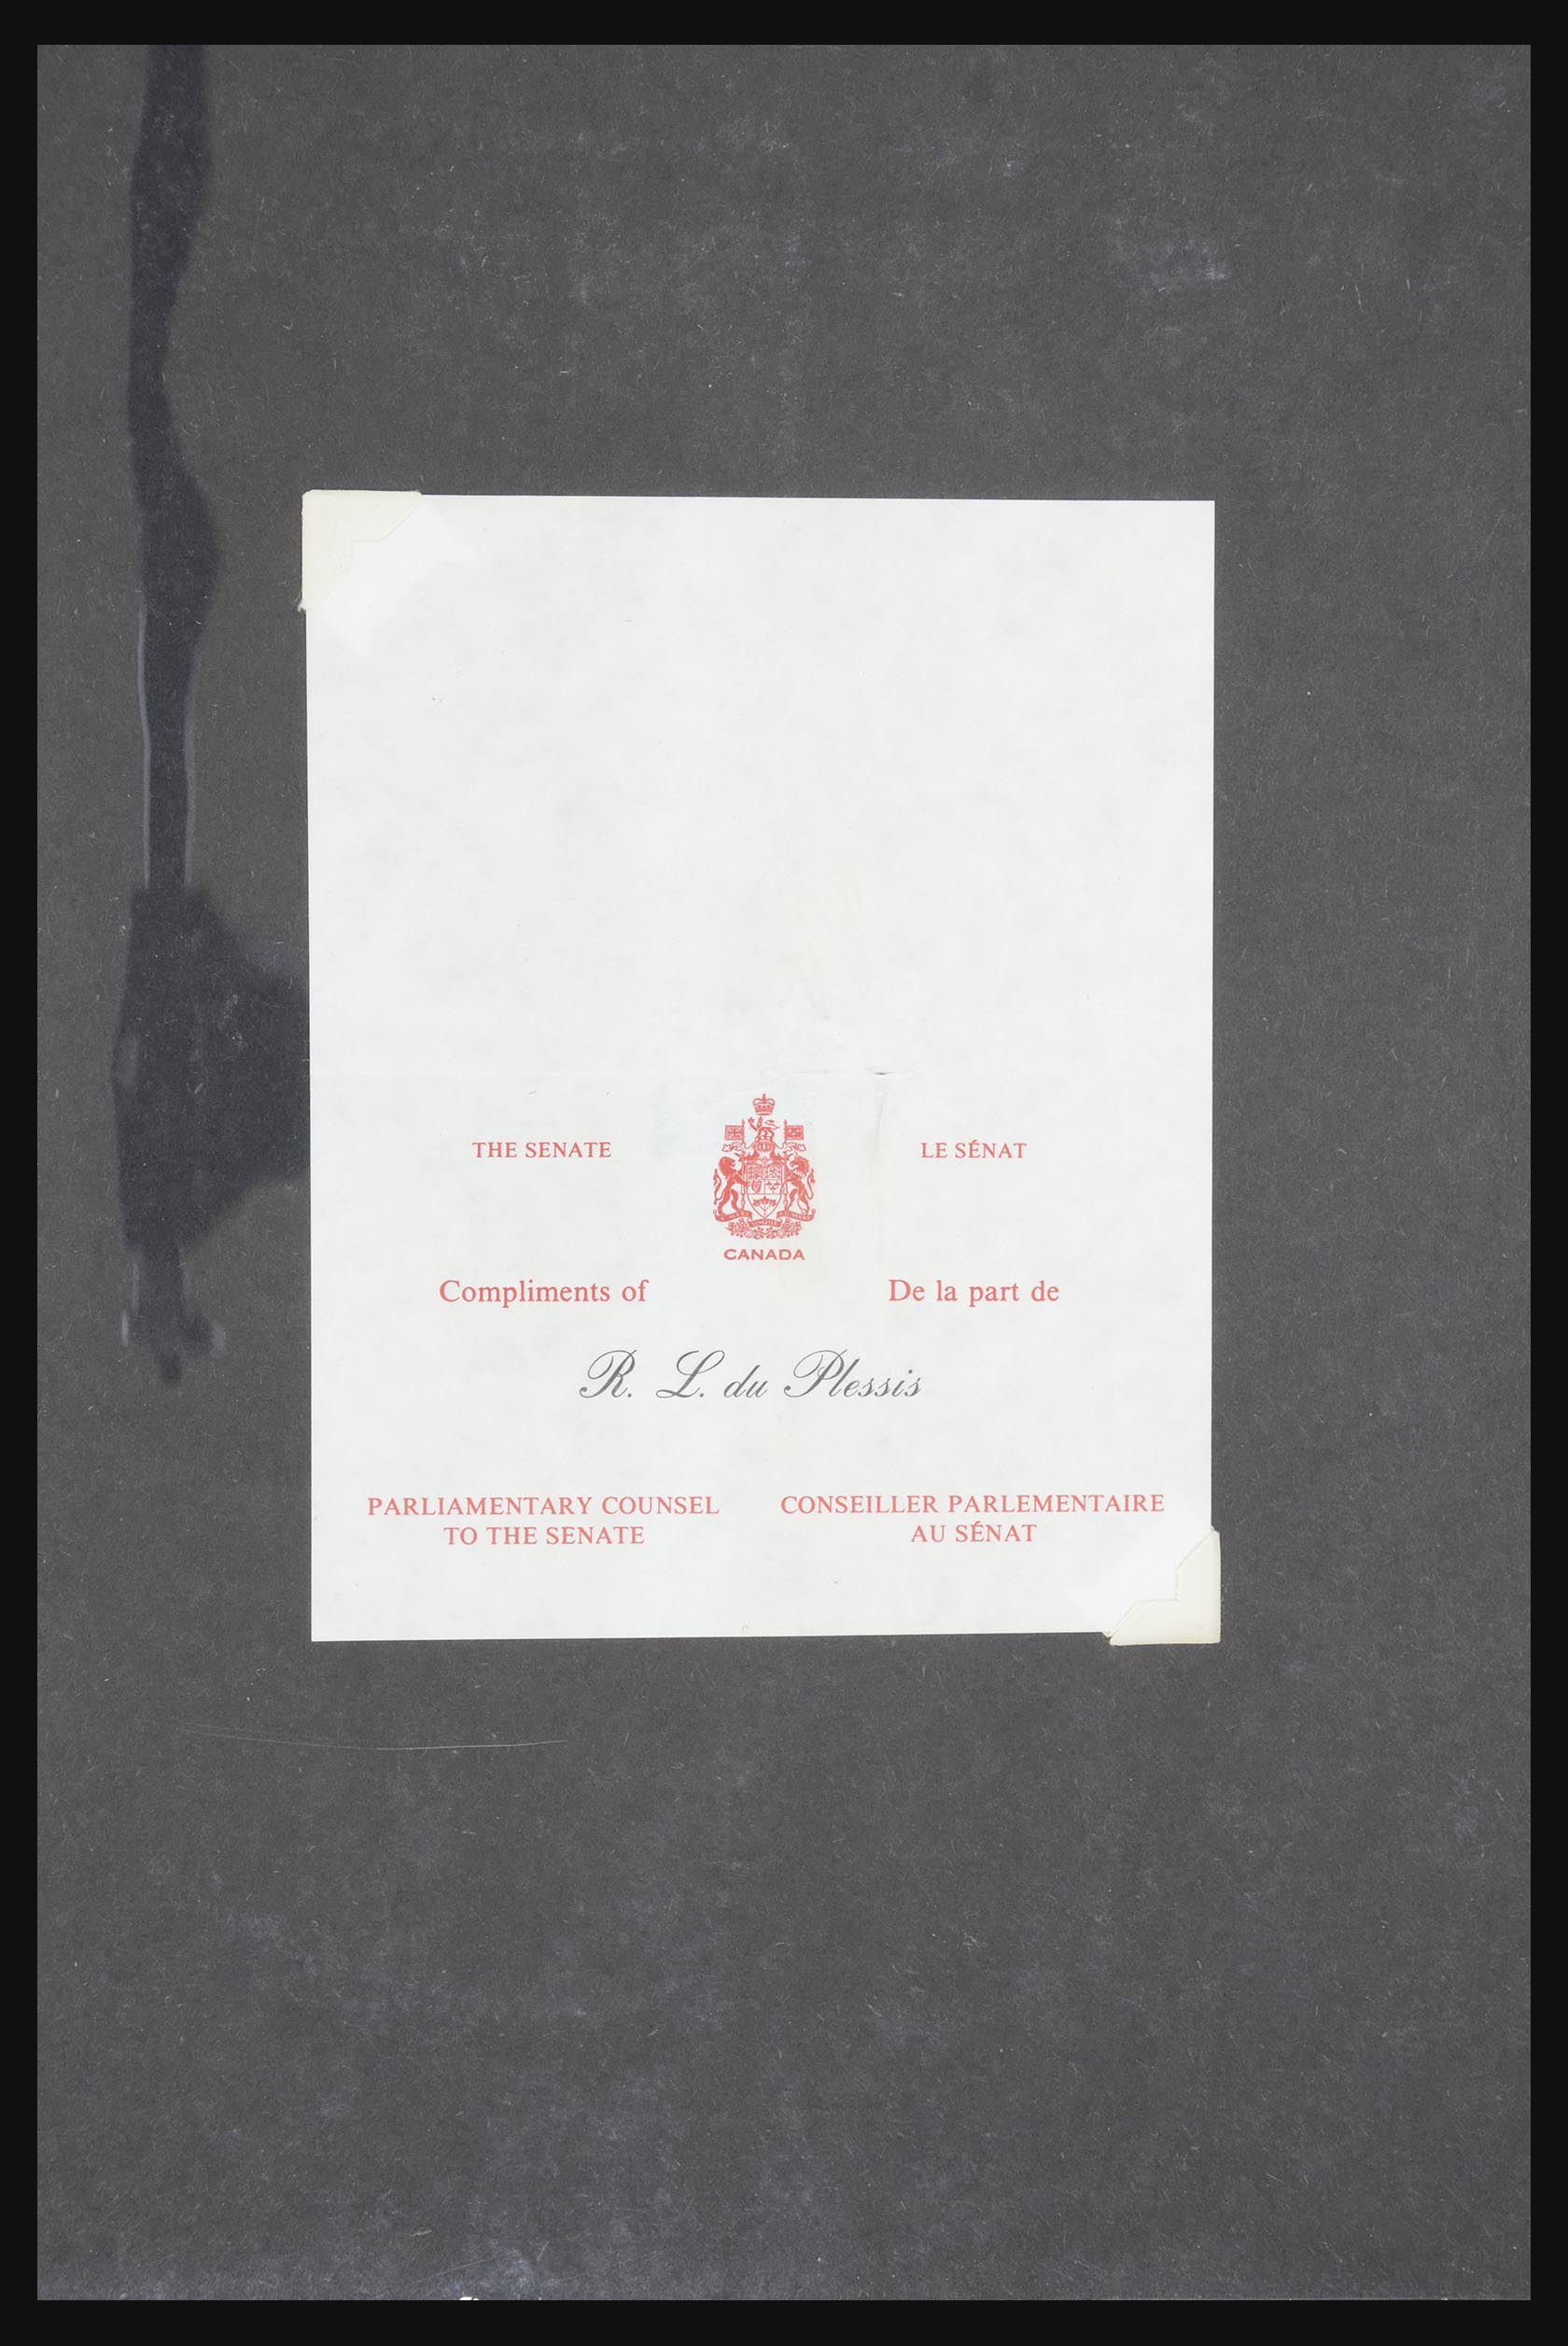 THE SENATE
LE SÉNAT
CANADA
Compliments of
De la part de
R. L. du Plessis
PARLIAMENTARY COUNSEL
TO THE SENATE
CONSEILLER PARLEMENTAIRE
AU SÉNAT